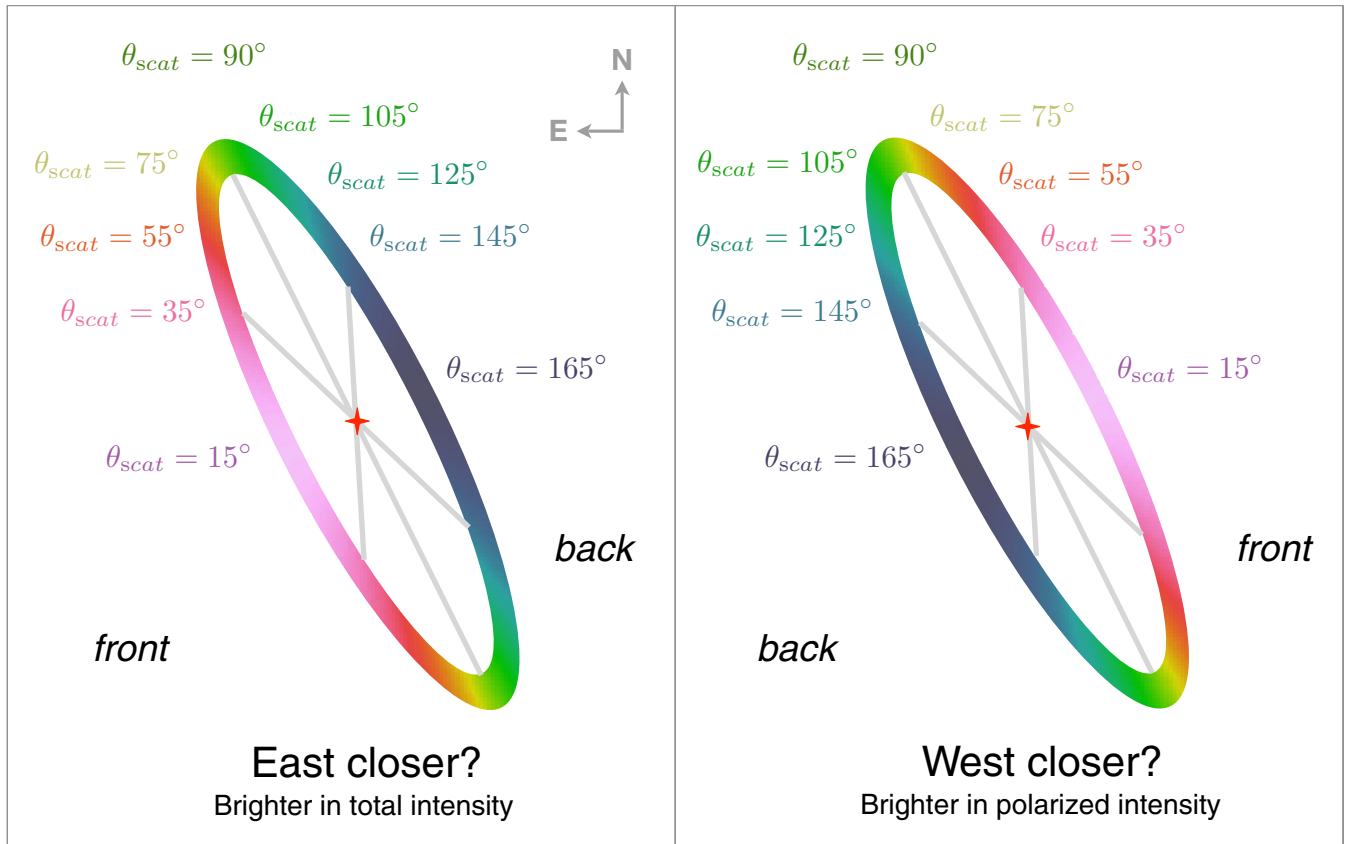 θscat = 90°
N
E
θscat = 105°
θscat = 75°
θscat = 125°
θscat = 55°
θscat = 145°
θscat = 35°
θscat = 165°
θscat = 15°
back
front
East closer?
Brighter in total intensity
θscat = 90°
θscat = 75°
θscat = 105°
θscat = 55°
θscat = 125°
θscat = 35°
θscat = 145°
θscat = 15°
θscat = 165°
front
back
West closer?
Brighter in polarized intensity